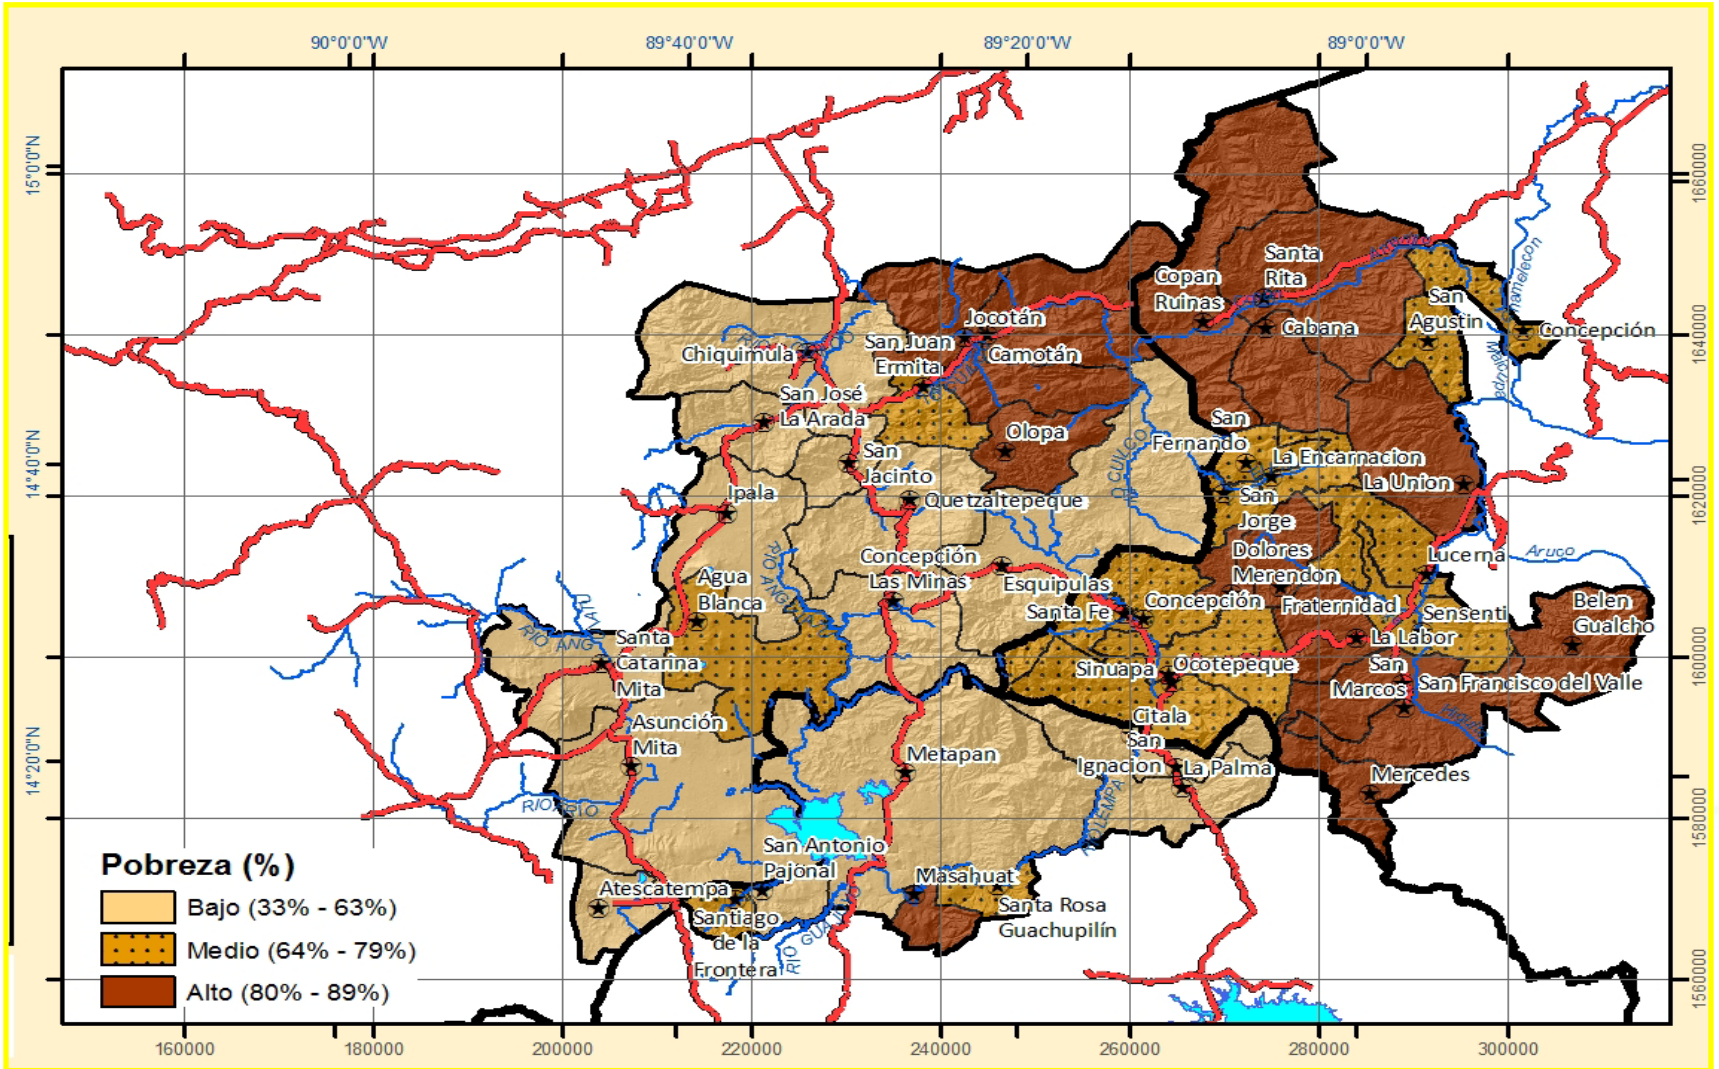 90°0'0"W
89°40'0"W
89°20'0"W
89°0'0"W
15°0'0"N
14°40'0"N
14°20'0"N
1660000
1640000
1620000
1600000
1580000
1560000
160000
180000
200000
220000
240000
260000
280000
300000
Copan
Ruinas
Santa
Rita
Cabana
San
Agustin
Concepción
Jocotán
Camotán
San Juan
Ermita
Chiquimula
San José
La Arada
San
Jacinto
Olopa
Quetzaltepeque
Ipala
San
Fernando
La Encarnacion
La Union
San
Jorge
Dolores
Merendon
Lucerna
Aruco
Fraternidad
Sensenti
Belen
Gualcho
La Labor
San
Marcos
San Francisco del Valle
Mercedes
Concepción
Las Minas
Esquipulas
Santa Fe
Concepción
Sinuapa
Ocotepeque
Citala
San
Ignacion
La Palma
Agua
Blanca
Santa
Catarina
Mita
Asunción
Mita
Metapan
San Antonio
Pajonal
Atescatempa
Santiago
de la
Frontera
Masahuat
Santa Rosa
Guachupilín
RIO ANG
Pobreza (%)
Bajo (33% - 63%)
Medio (64% - 79%)
Alto (80% - 89%)